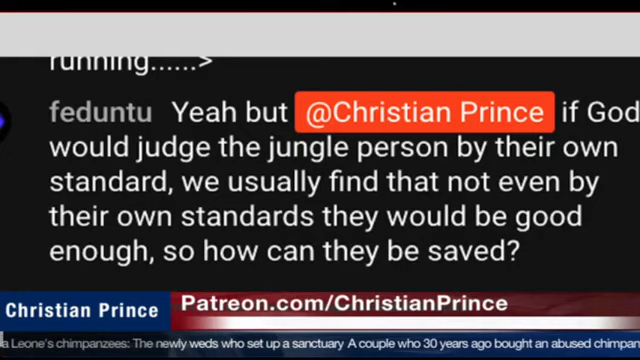 running......>
feduntu Yeah but @Christian Prince if God
would judge the jungle person by their own
standard, we usually find that not even by
their own standards they would be good
enough, so how can they be saved?
Christian Prince
Patreon.com/ChristianPrince
a Leone's chimpanzees: The newly weds who set up a sanctuary A couple who 30 years ago bought an abused chimpan